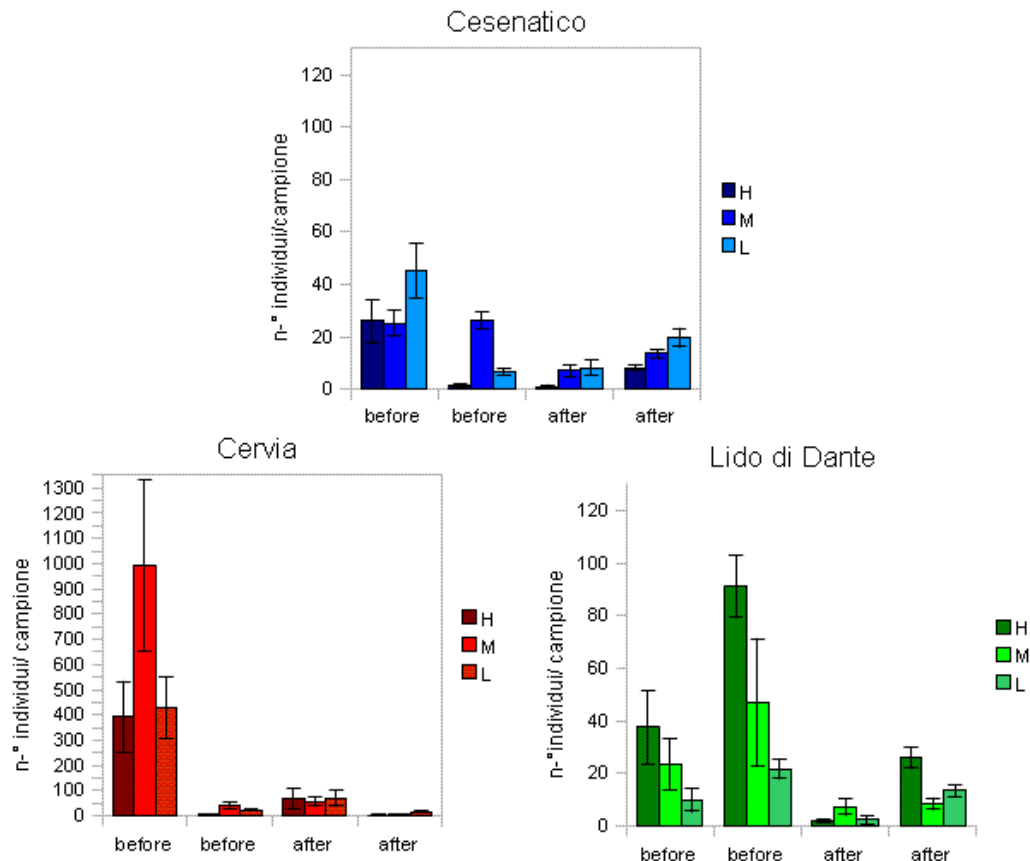 Cesenatico
n-° individui/campione
120
100
80
60
40
20
0
before before after after
H
M
L
Cervia
n-° individui/ campione
1300
1200
1100
1000
900
800
700
600
500
400
300
200
100
0
before before after after
H
M
L
Lido di Dante
n-° individui/ campione
120
100
80
60
40
20
0
before before after after
H
M
L